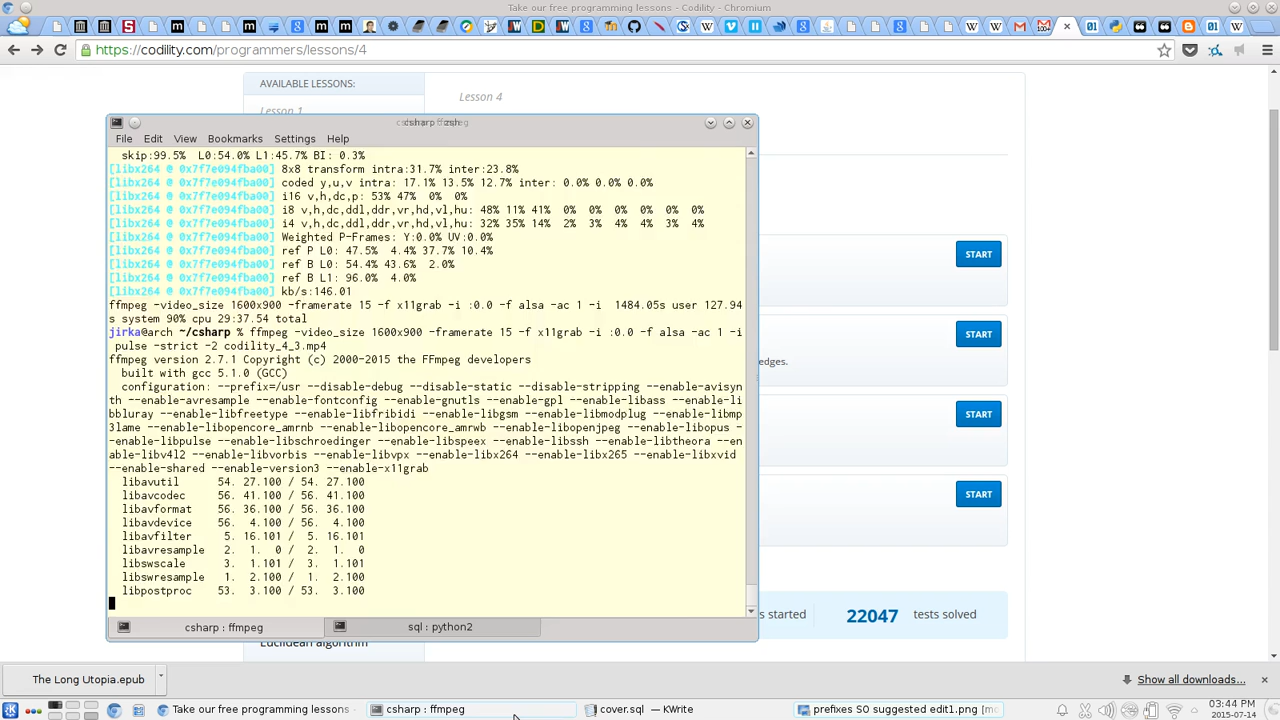 Take our free programming lessons - Codility - Chromium
https://codility.com/programmers/lessons/4
AVAILABLE LESSONS:
Lesson 1
Lesson 4
File Edit View Bookmarks Settings Help
skip:99.5% L0:54.0% L1:45.7% BI: 0.3%
[libx264 @ 0x7f7e094fba00] 8x8 transform intra:31.7% inter:23.8%
[libx264 @ 0x7f7e094fba00] coded y,u,v intra: 17.1% 13.5% 12.7% inter: 0.0% 0.0% 0.0%
[libx264 @ 0x7f7e094fba00] i16 v,h,dc,p: 53% 47% 0% 0%
[libx264 @ 0x7f7e094fba00] i8 v,h,dc,ddl,ddr,vr,hd,vl,hu: 48% 11% 41% 0% 0% 0% 0% 0% 0%
[libx264 @ 0x7f7e094fba00] i4 v,h,dc,ddl,ddr,vr,hd,vl,hu: 32% 35% 14% 2% 3% 4% 4% 3% 4%
[libx264 @ 0x7f7e094fba00] Weighted P-Frames: Y:0.0% UV:0.0%
[libx264 @ 0x7f7e094fba00] ref P L0: 47.5% 4.4% 37.7% 10.4%
[libx264 @ 0x7f7e094fba00] ref B L0: 54.4% 43.6% 2.0%
[libx264 @ 0x7f7e094fba00] ref B L1: 96.0% 4.0%
[libx264 @ 0x7f7e094fba00] kb/s:146.01
ffmpeg -video_size 1600x900 -framerate 15 -f x11grab -i :0.0 -f alsa -ac 1 -i 1484.05s user 127.94
s system 90% cpu 29:37.54 total
jirka@arch ~/csharp % ffmpeg -video_size 1600x900 -framerate 15 -f x11grab -i :0.0 -f alsa -ac 1 -i
pulse -strict -2 codility_4_3.mp4
ffmpeg version 2.7.1 Copyright (c) 2000-2015 the FFmpeg developers
built with gcc 5.1.0 (GCC)
configuration: --prefix=/usr --disable-debug --disable-static --disable-stripping --enable-avisyn
th --enable-avresample --enable-fontconfig --enable-gnutls --enable-gpl --enable-libass --enable-li
bbluray --enable-libfreetype --enable-libfribidi --enable-libgsm --enable-libmodplug --enable-libmp
3lame --enable-libopencore_amrnb --enable-libopencore_amrwb --enable-libopenjpeg --enable-libopus -
-enable-libpulse --enable-libschroedinger --enable-libspeex --enable-libssh --enable-libtheora --en
able-libv4l2 --enable-libvorbis --enable-libvpx --enable-libx264 --enable-libx265 --enable-libxvid
--enable-shared --enable-version3 --enable-x11grab
libavutil 54. 27.100 / 54. 27.100
libavcodec 56. 41.100 / 56. 41.100
libavformat 56. 36.100 / 56. 36.100
libavdevice 56. 4.100 / 56. 4.100
libavfilter 5. 16.101 / 5. 16.101
libavresample 2. 1. 0 / 2. 1. 0
libswscale 3. 1.101 / 3. 1.101
libswresample 1. 2.100 / 1. 2.100
libpostproc 53. 3.100 / 53. 3.100
csharp : ffmpeg
sql : python2
START
START
edges.
START
START
s started
22047 tests solved
Euclidean algorithm
The Long Utopia.epub
Show all downloads...
Take our free programming lessons
csharp : ffmpeg
cover.sql — KWrite
prefixes SO suggested edit1.png [mo
03:44 PM
2015-07-14